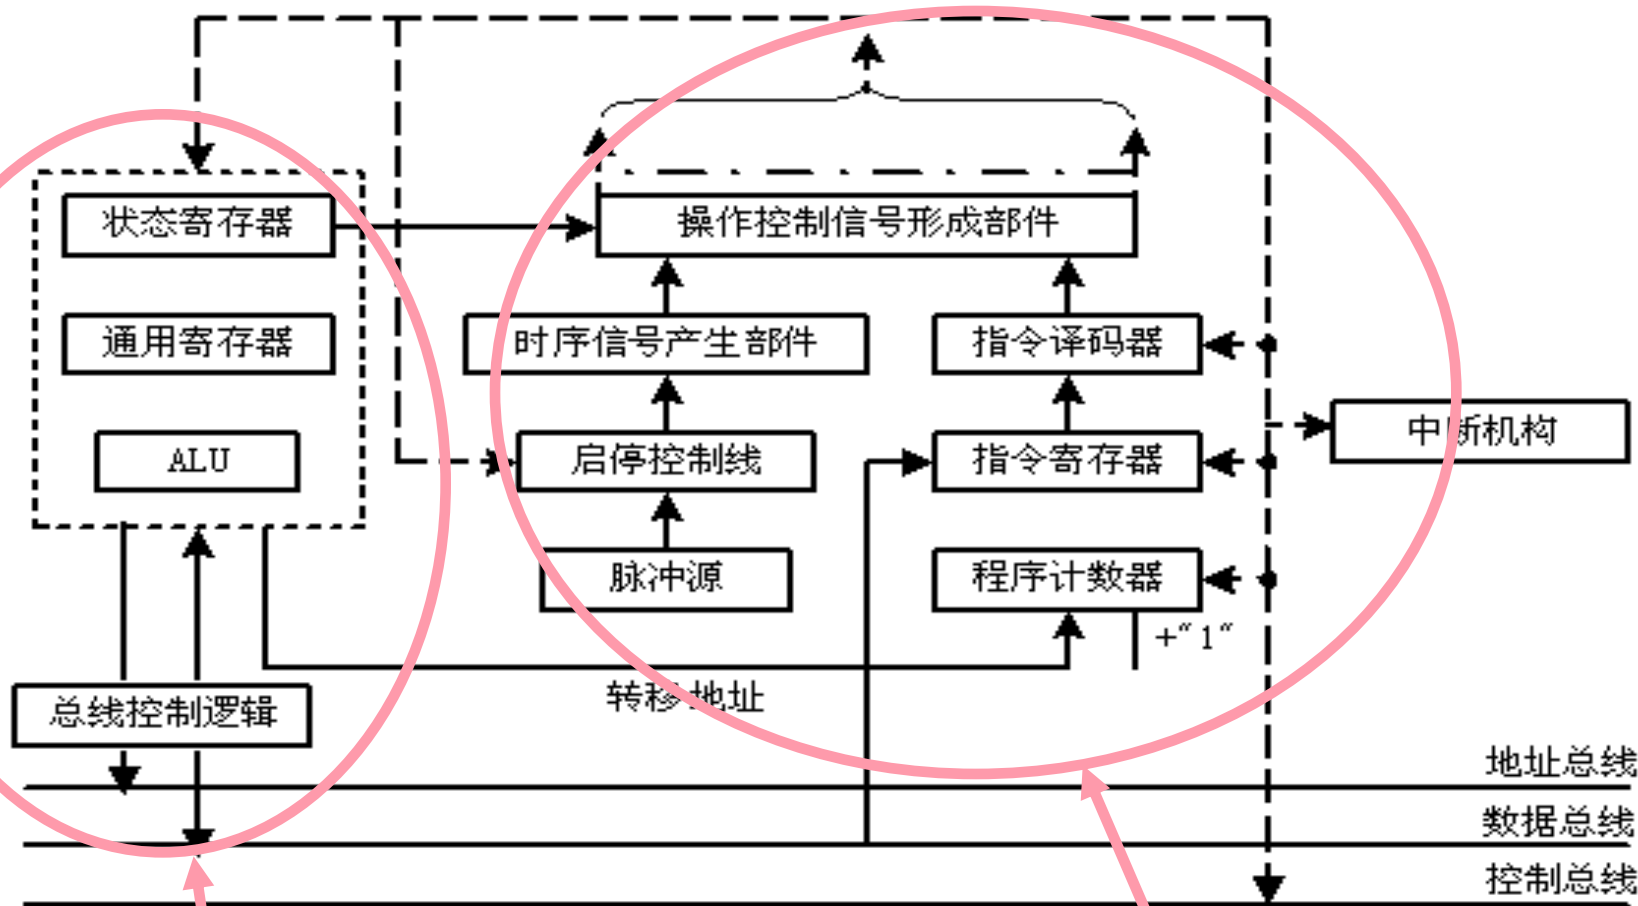 状态寄存器
操作控制信号形成部件
通用寄存器
时序信号产生部件
指令译码器
中断机构
ALU
启停控制线
指令寄存器
脉冲源
程序计数器
+"1"
转移地址
总线控制逻辑
地址总线
数据总线
控制总线